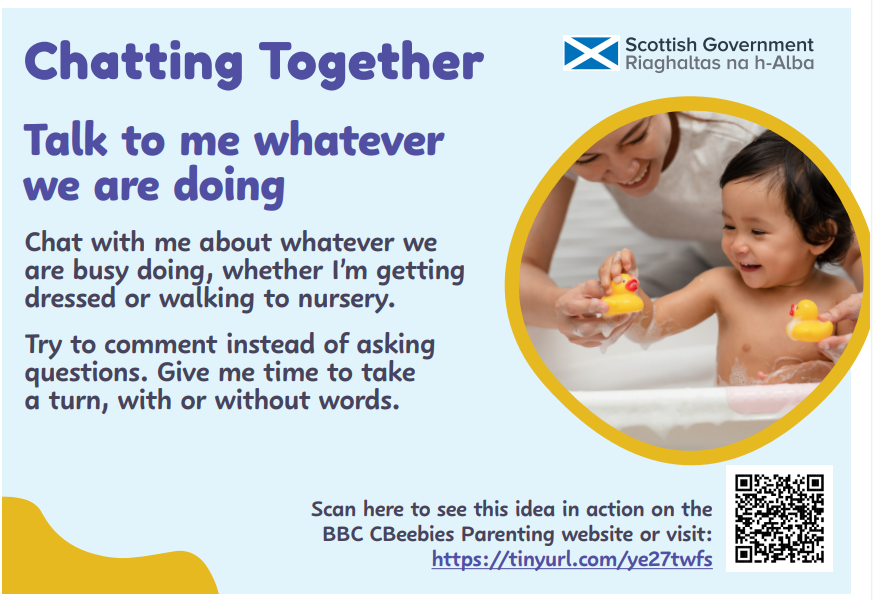 Chatting Together
Scottish Government
Riaghaltas na h-Alba
Talk to me whatever
we are doing
Chat with me about whatever we
are busy doing, whether I'm getting
dressed or walking to nursery.
Try to comment instead of asking
questions. Give me time to take
a turn, with or without words.
Scan here to see this idea in action on the
BBC CBeebies Parenting website or visit:
https://tinyurl.com/ye27twfs